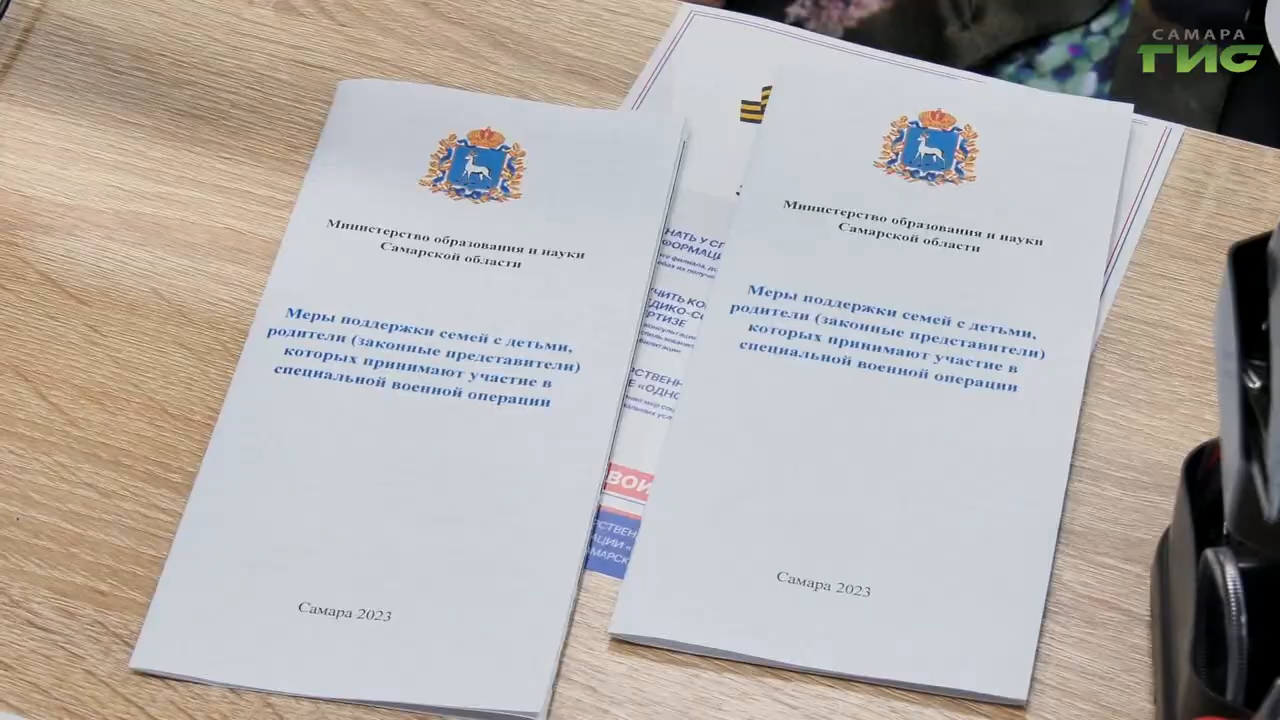 САМАРА
ГИС
Министерство образования и науки
Самарской области
Меры поддержки семей с детьми,
родители (законные представители)
которых принимают участие в
специальной военной операции
Самара 2023
Министерство образования и науки
Самарской области
Меры поддержки семей с детьми,
родители (законные представители)
которых принимают участие в
специальной военной операции
Самара 2023